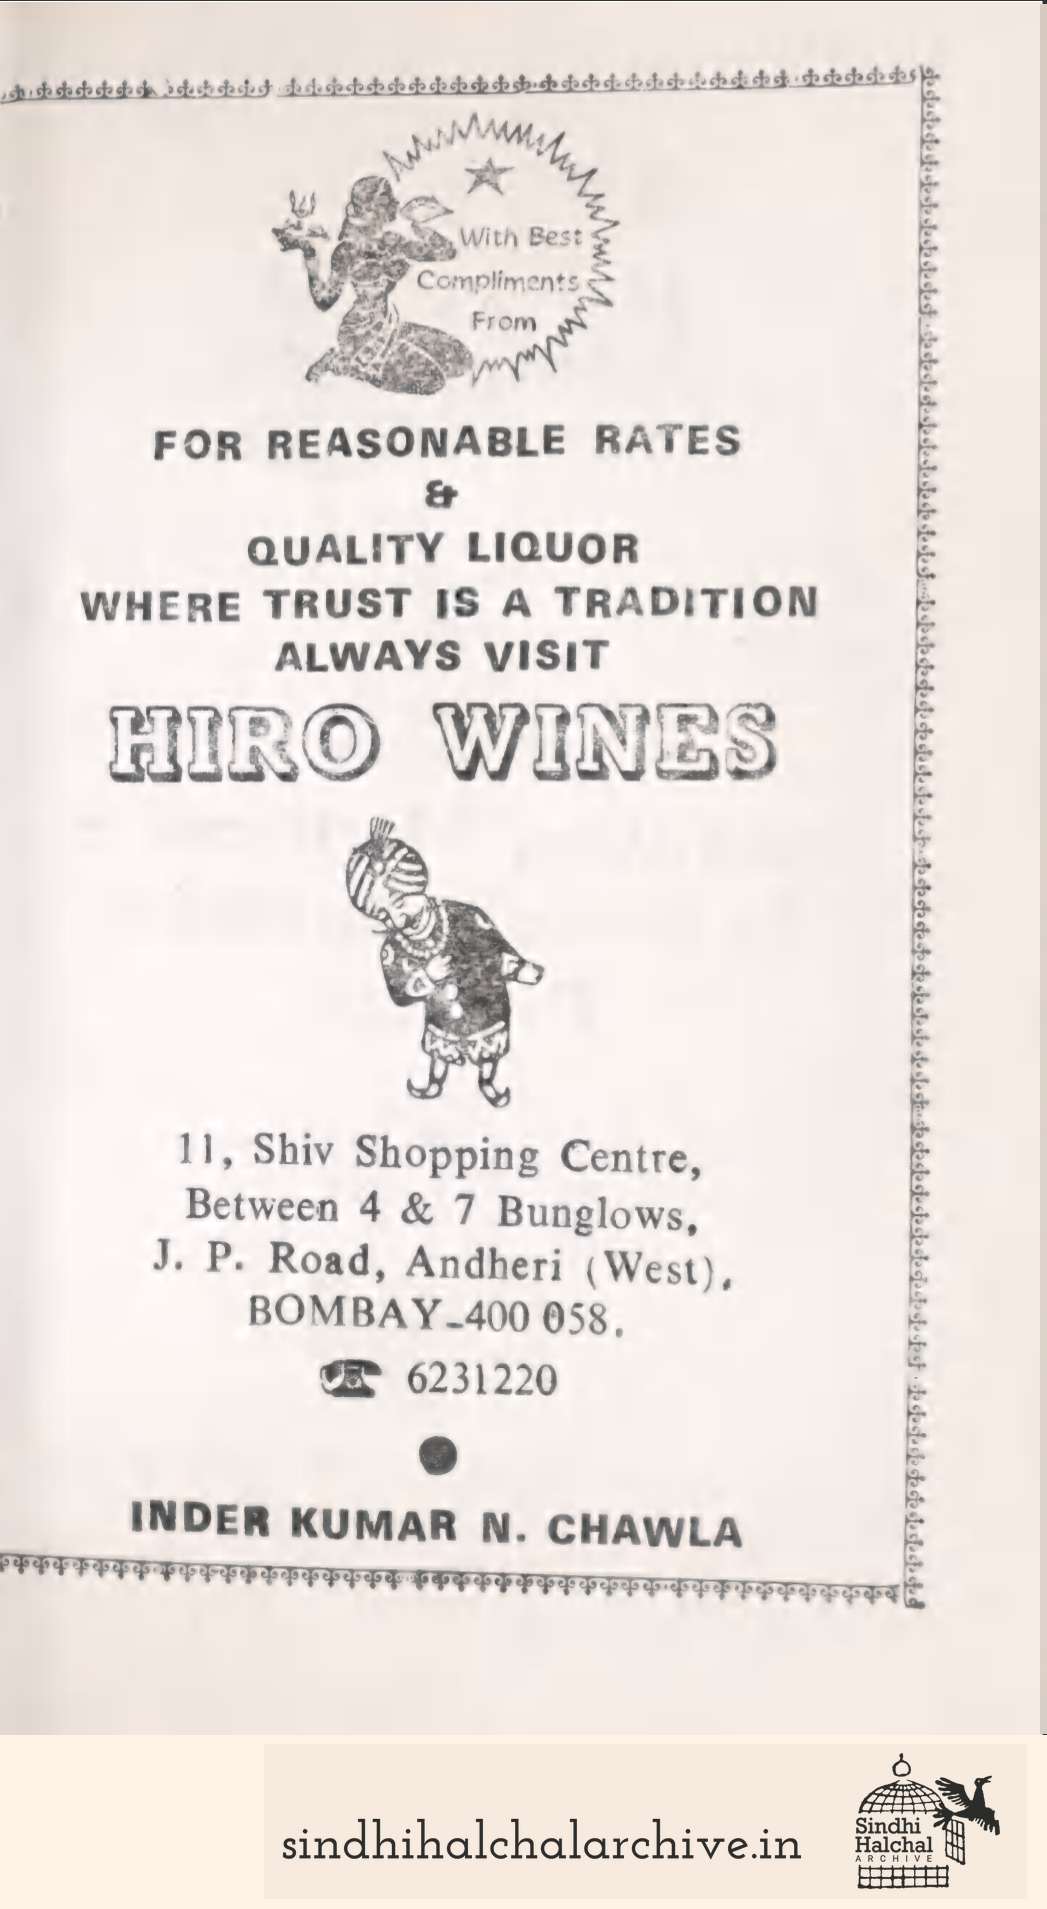 With Best
Compliments
From
FOR REASONABLE RATES
&
QUALITY LIQUOR
WHERE TRUST IS A TRADITION
ALWAYS VISIT
HIRO WINES
11, Shiv Shopping Centre,
Between 4 & 7 Bunglows,
J. P. Road, Andheri (West).
BOMBAY-400 058.
6231220
INDER KUMAR N. CHAWLA
sindhihalchalarchive.in
Sindhi
Halchal
ARCHIVE